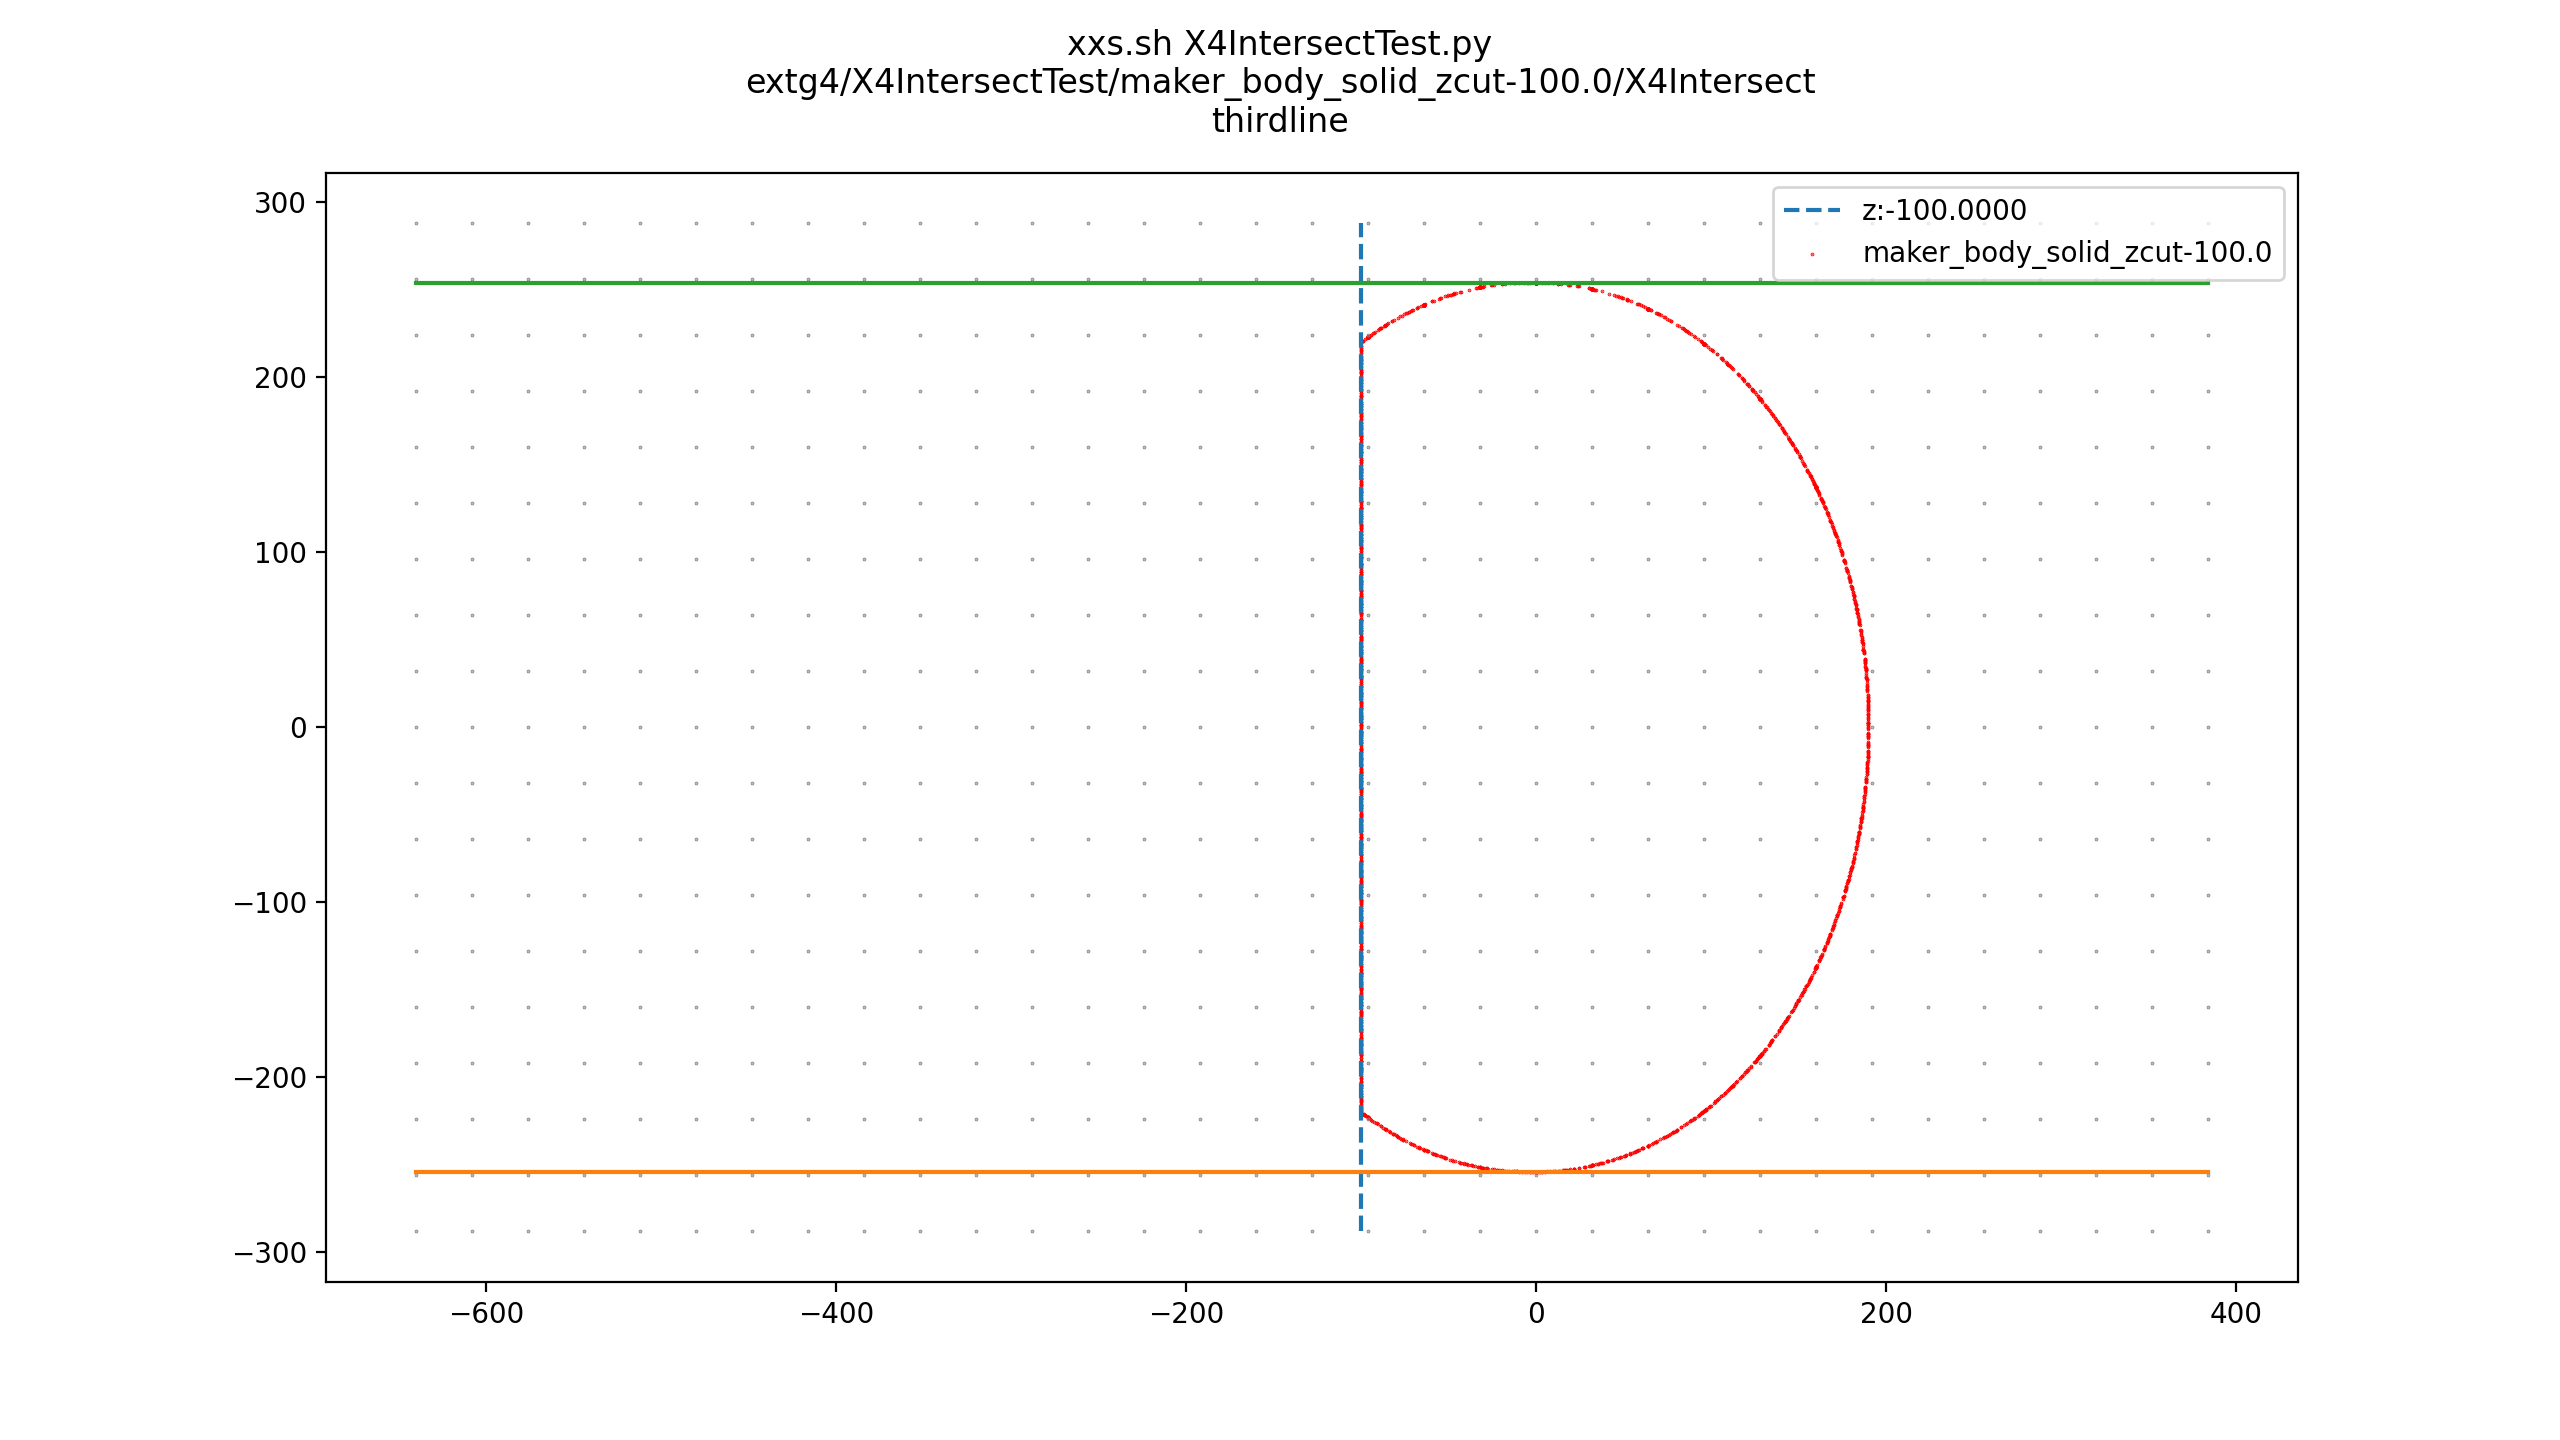 xxs.sh X4IntersectTest.py
extg4/X4IntersectTest/maker_body_solid_zcut-100.0/X4Intersect
thirdline
z:-100.0000
maker_body_solid_zcut-100.0
300
200
100
0
−100
−200
−300
−600
−400
−200
0
200
400